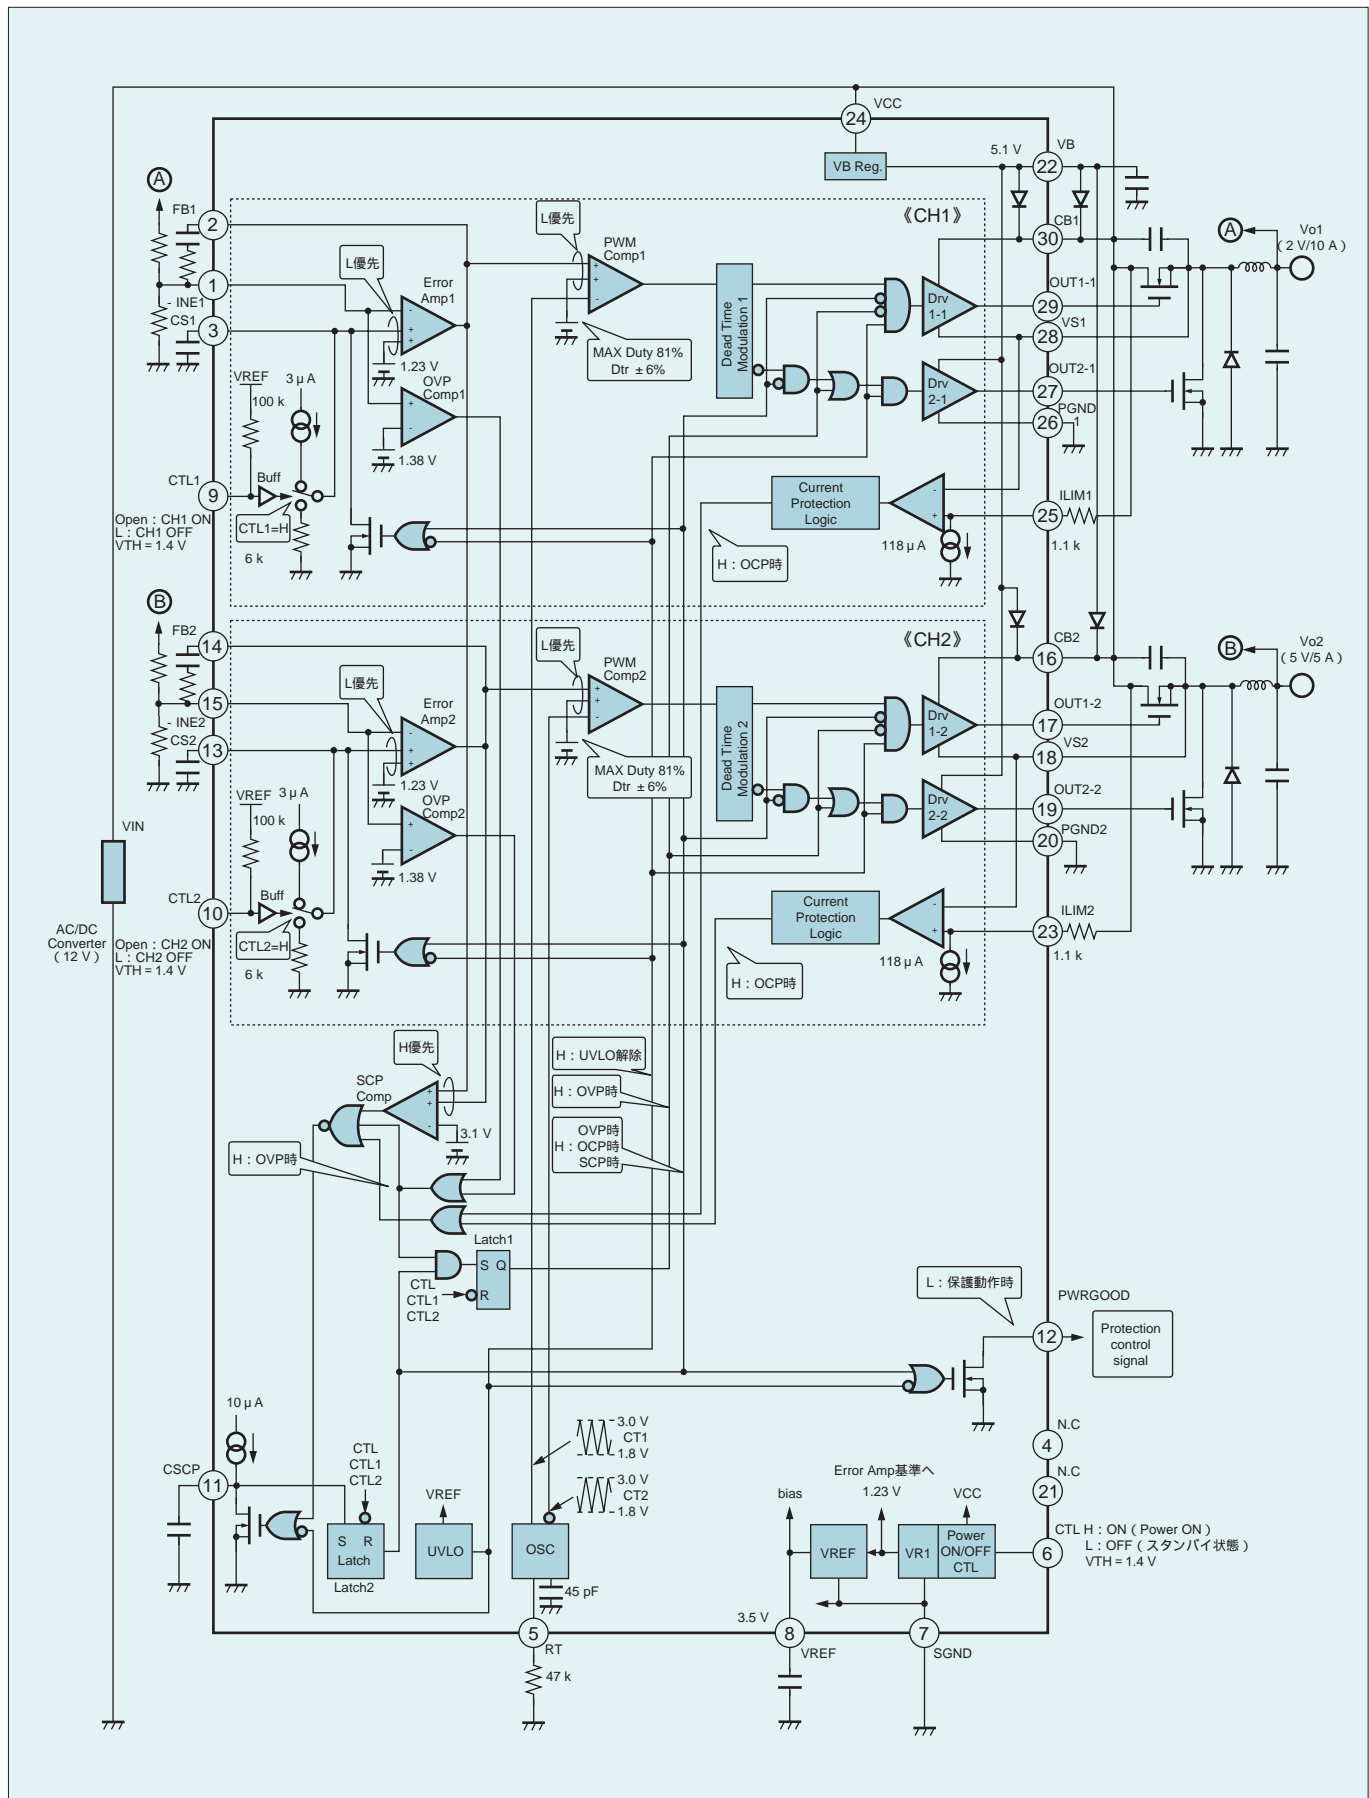 VCC
24
5.1 V
VB
VB Reg.
22
A
FB1
2
L優先
PWM
Comp1
《CH1》
CB1
30
A
Vo1
( 2 V/10 A )
L優先
Error
Amp1
1
- INE1
CS1
3
1.23 V
MAX Duty 81%
Dtr ± 6%
Dead Time
Modulation 1
Drv
1-1
OUT1-1
29
VS1
28
OUT2-1
VREF
3 μ A
100 k
OVP
Comp1
Drv
2-1
27
PGND
1
26
1.38 V
CTL1
9
Buff
Open : CH1 ON
L : CH1 OFF
VTH = 1.4 V
CTL1=H
6 k
Current
Protection
Logic
ILIM1
25
118 μ A
1.1 k
H : OCP時
B
FB2
14
L優先
PWM
Comp2
《CH2》
CB2
16
B
Vo2
( 5 V/5 A )
L優先
Error
Amp2
15
- INE2
CS2
13
1.23 V
MAX Duty 81%
Dtr ± 6%
Dead Time
Modulation 2
Drv
1-2
OUT1-2
17
VS2
18
OUT2-2
VREF
3 μ A
100 k
OVP
Comp2
Drv
2-2
19
PGND2
20
VIN
1.38 V
CTL2
10
Buff
AC/DC
Converter
( 12 V )
Open : CH2 ON
L : CH2 OFF
VTH = 1.4 V
CTL2=H
6 k
Current
Protection
Logic
ILIM2
23
118 μ A
1.1 k
H : OCP時
H優先
SCP
Comp
3.1 V
H : UVLO解除
H : OVP時
OVP時
H : OCP時
SCP時
H : OVP時
Latch1
S Q
R
CTL
CTL1
CTL2
L : 保護動作時
PWRGOOD
12
Protection
control
signal
10 μ A
CTL
CTL1
CTL2
3.0 V
CT1
1.8 V
3.0 V
CT2
1.8 V
N.C
4
N.C
21
CSCP
11
VREF
bias
Error Amp基準へ
1.23 V
VCC
S R
Latch
Latch2
UVLO
OSC
45 pF
VREF
VR1
Power
ON/OFF
CTL
6
CTL H : ON ( Power ON )
L : OFF ( スタンバイ状態 )
VTH = 1.4 V
5
RT
47 k
3.5 V
8
VREF
7
SGND